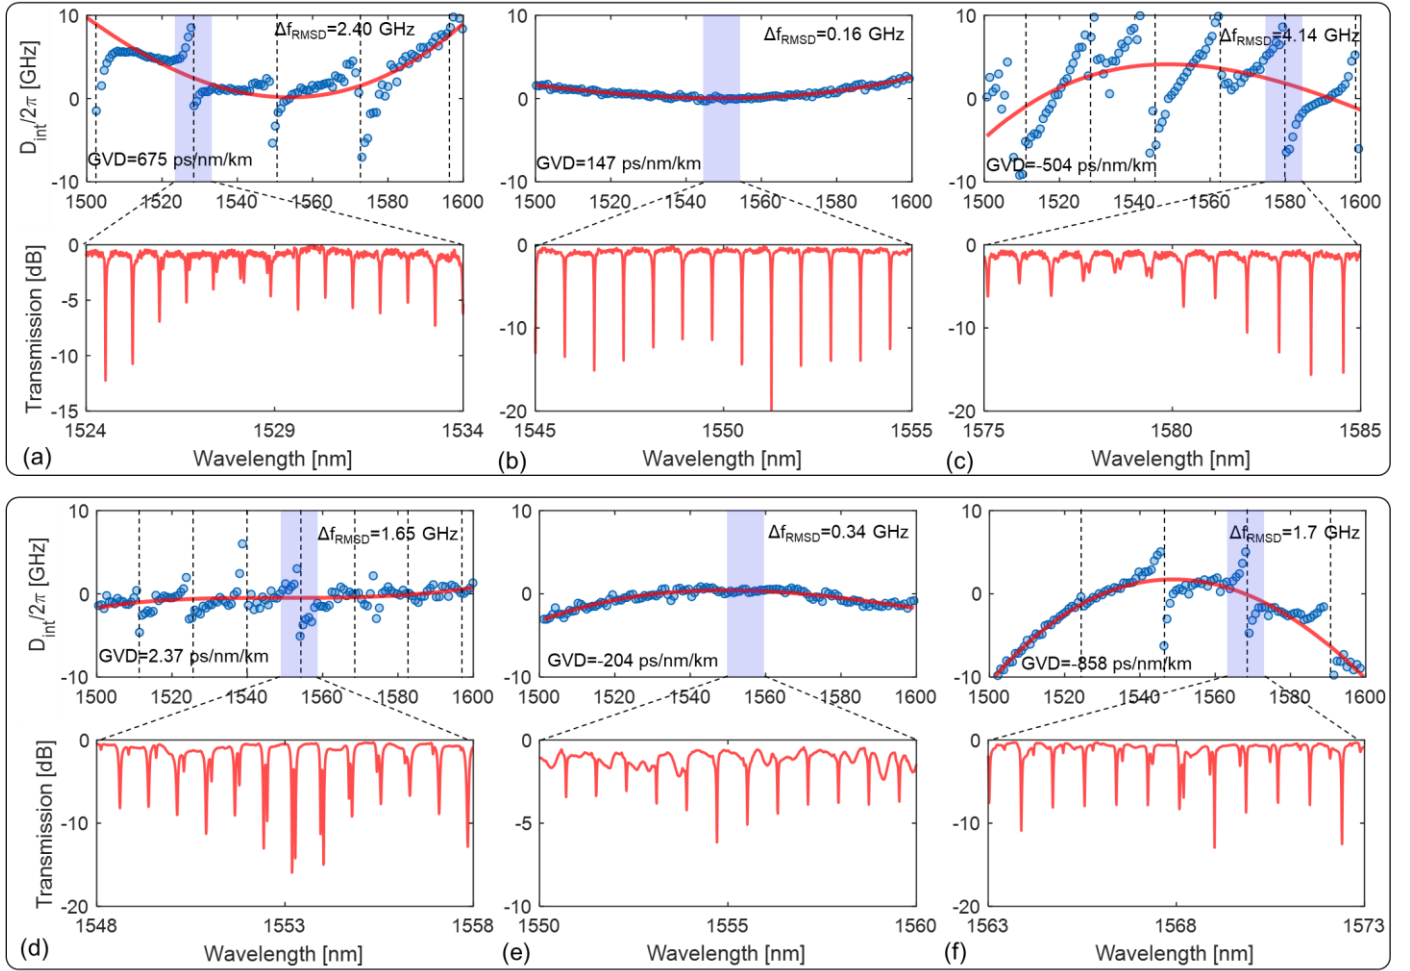 D_int/2π [GHz]
10
0
-10
Δf_RMSD=2.40 GHz
GVD=675 ps/nm/km
1500 1520 1540 1560 1580 1600
Δf_RMSD=0.16 GHz
10
0
-10
GVD=147 ps/nm/km
1500 1520 1540 1560 1580 1600
Δf_RMSD=4.14 GHz
10
0
-10
GVD=-504 ps/nm/km
1500 1520 1540 1560 1580 1600
Transmission [dB]
0
-5
-10
-15
1524 1529 1534
(a) Wavelength [nm]
0
-10
-20
1545 1550 1555
(b) Wavelength [nm]
0
-10
-20
1575 1580 1585
(c) Wavelength [nm]
D_int/2π [GHz]
10
0
-10
Δf_RMSD=1.65 GHz
GVD=2.37 ps/nm/km
1500 1520 1540 1560 1580 1600
10
0
-10
Δf_RMSD=0.34 GHz
GVD=-204 ps/nm/km
1500 1520 1540 1560 1580 1600
10
0
-10
Δf_RMSD=1.7 GHz
GVD=-858 ps/nm/km
1500 1520 1540 1560 1580 1600
Transmission [dB]
0
-10
-20
1548 1553 1558
(d) Wavelength [nm]
0
-5
-10
1550 1555 1560
(e) Wavelength [nm]
0
-10
-20
1563 1568 1573
(f) Wavelength [nm]